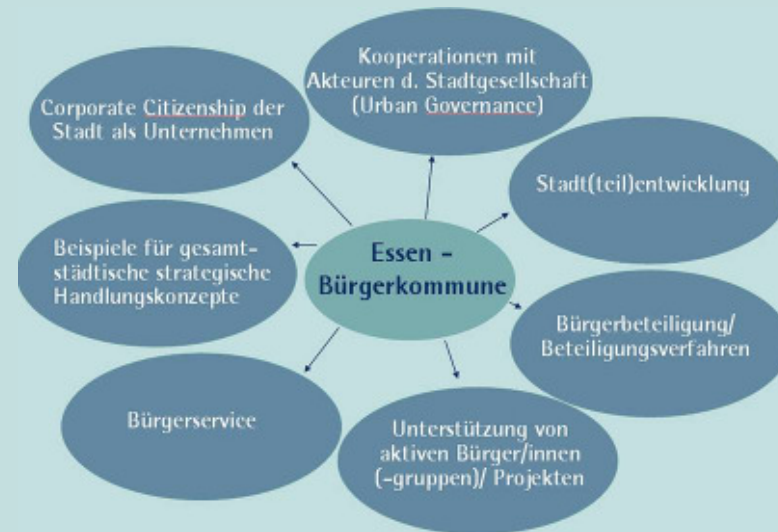 Kooperationen mit
Akteuren d. Stadtgesellschaft
(Urban Governance)
Corporate Citizenship der
Stadt als Unternehmen
Stadt(teil)entwicklung
Beispiele für gesamt-
städtische strategische
Handlungskonzepte
Essen -
Bürgerkommune
Bürgerbeteiligung/
Beteiligungsverfahren
Bürgerservice
Unterstützung von
aktiven Bürger/innen
(-gruppen)/ Projekten